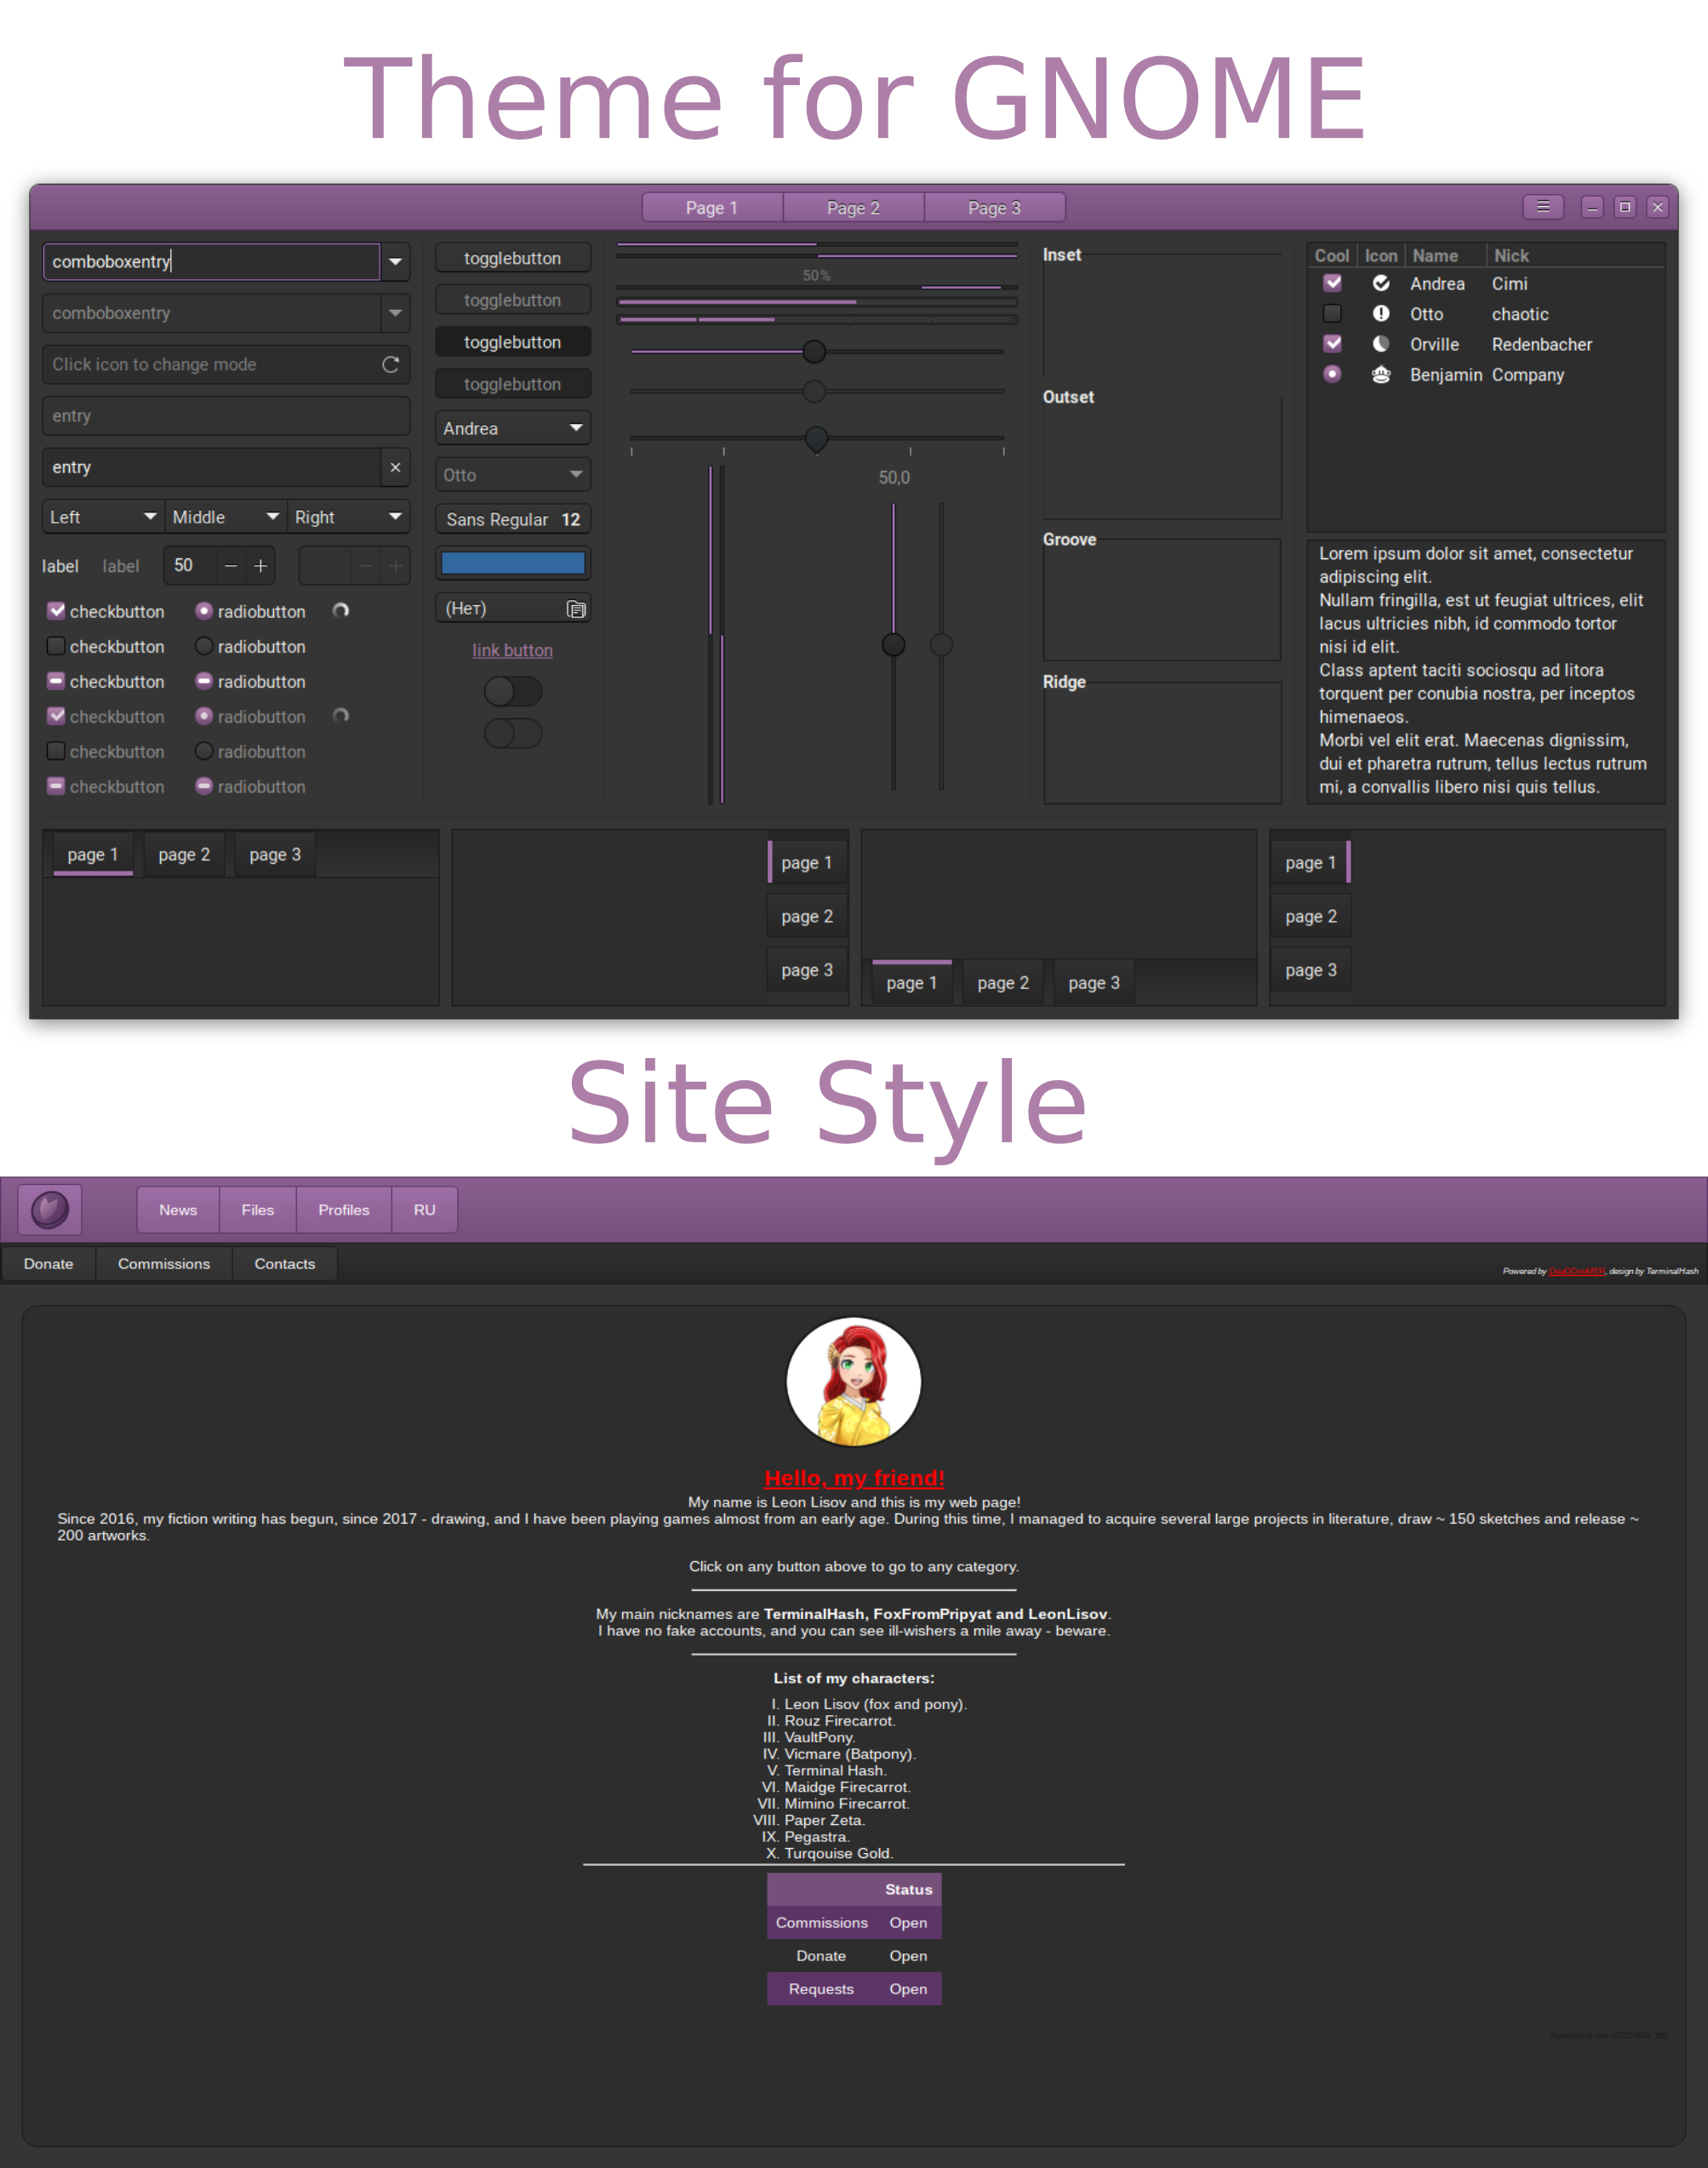 Theme for GNOME
Page 1 Page 2 Page 3
comboboxentry
comboboxentry
Click icon to change mode
entry
entry
Left Middle Right
label label 50
checkbutton radiobutton
checkbutton radiobutton
checkbutton radiobutton
checkbutton radiobutton
checkbutton radiobutton
checkbutton radiobutton
togglebutton
togglebutton
togglebutton
togglebutton
Andrea
Otto
Sans Regular 12
(Нет)
link button
50%
50,0
Inset
Outset
Groove
Ridge
Cool Icon Name Nick
Andrea Cimi
Otto chaotic
Orville Redenbacher
Benjamin Company
Lorem ipsum dolor sit amet, consectetur
adipiscing elit.
Nullam fringilla, est ut feugiat ultrices, elit
lacus ultricies nibh, id commodo tortor
nisi id elit.
Class aptent taciti sociosqu ad litora
torquent per conubia nostra, per inceptos
himenaeos.
Morbi vel elit erat. Maecenas dignissim,
dui et pharetra rutrum, tellus lectus rutrum
mi, a convallis libero nisi quis tellus.
page 1 page 2 page 3
page 1
page 2
page 3
page 1 page 2 page 3
page 1
page 2
page 3
Site Style
News Files Profiles RU
Donate Commissions Contacts
Powered by , design by TerminalHash
Hello, my friend!
My name is Leon Lisov and this is my web page!
Since 2016, my fiction writing has begun, since 2017 - drawing, and I have been playing games almost from an early age. During this time, I managed to acquire several large projects in literature, draw ~ 150 sketches and release ~
200 artworks.
Click on any button above to go to any category.
My main nicknames are TerminalHash, FoxFromPripyat and LeonLisov.
I have no fake accounts, and you can see ill-wishers a mile away - beware.
List of my characters:
I. Leon Lisov (fox and pony).
II. Rouz Firecarrot.
III. VaultPony.
IV. Vicmare (Batpony).
V. Terminal Hash.
VI. Maidge Firecarrot.
VII. Mimino Firecarrot.
VIII. Paper Zeta.
IX. Pegastra.
X. Turqouise Gold.
Status
Commissions Open
Donate Open
Requests Open